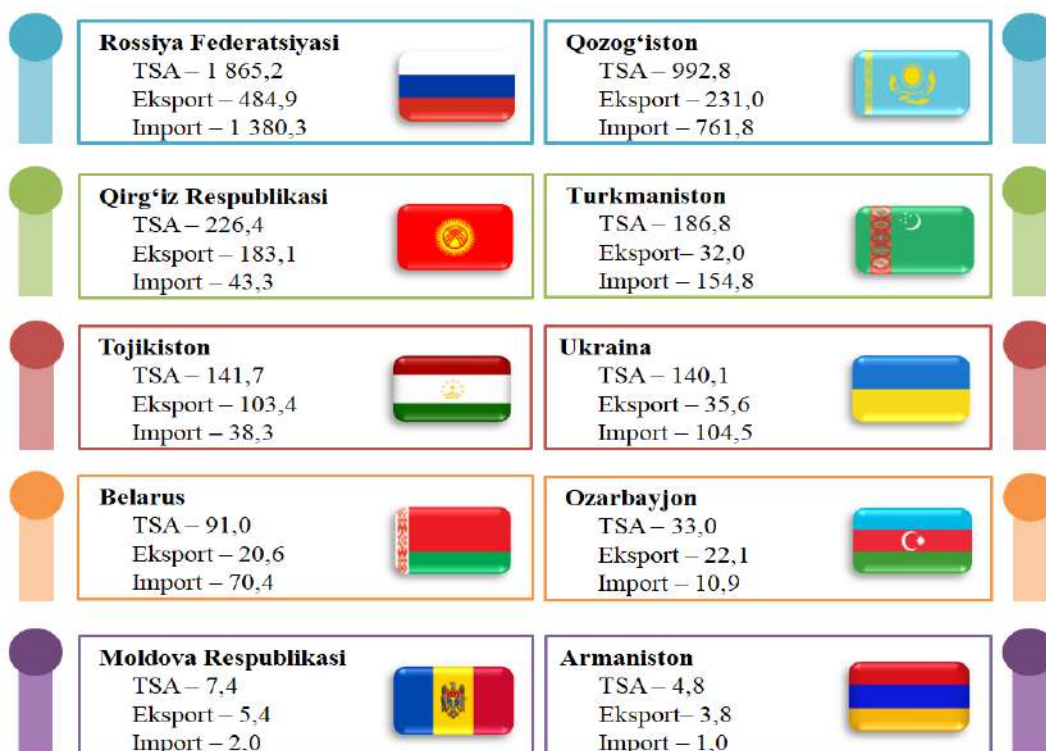 Rossiya Federatsiyasi
TSA – 1 865,2
Eksport – 484,9
Import – 1 380,3
Qozog‘iston
TSA – 992,8
Eksport – 231,0
Import – 761,8
Qirg‘iz Respublikasi
TSA – 226,4
Eksport – 183,1
Import – 43,3
Turkmaniston
TSA – 186,8
Eksport– 32,0
Import – 154,8
Tojikiston
TSA – 141,7
Eksport – 103,4
Import – 38,3
Ukraina
TSA – 140,1
Eksport – 35,6
Import – 104,5
Belarus
TSA – 91,0
Eksport – 20,6
Import – 70,4
Ozarbayjon
TSA – 33,0
Eksport – 22,1
Import – 10,9
Moldova Respublikasi
TSA – 7,4
Eksport – 5,4
Import – 2,0
Armaniston
TSA – 4,8
Eksport– 3,8
Import – 1,0